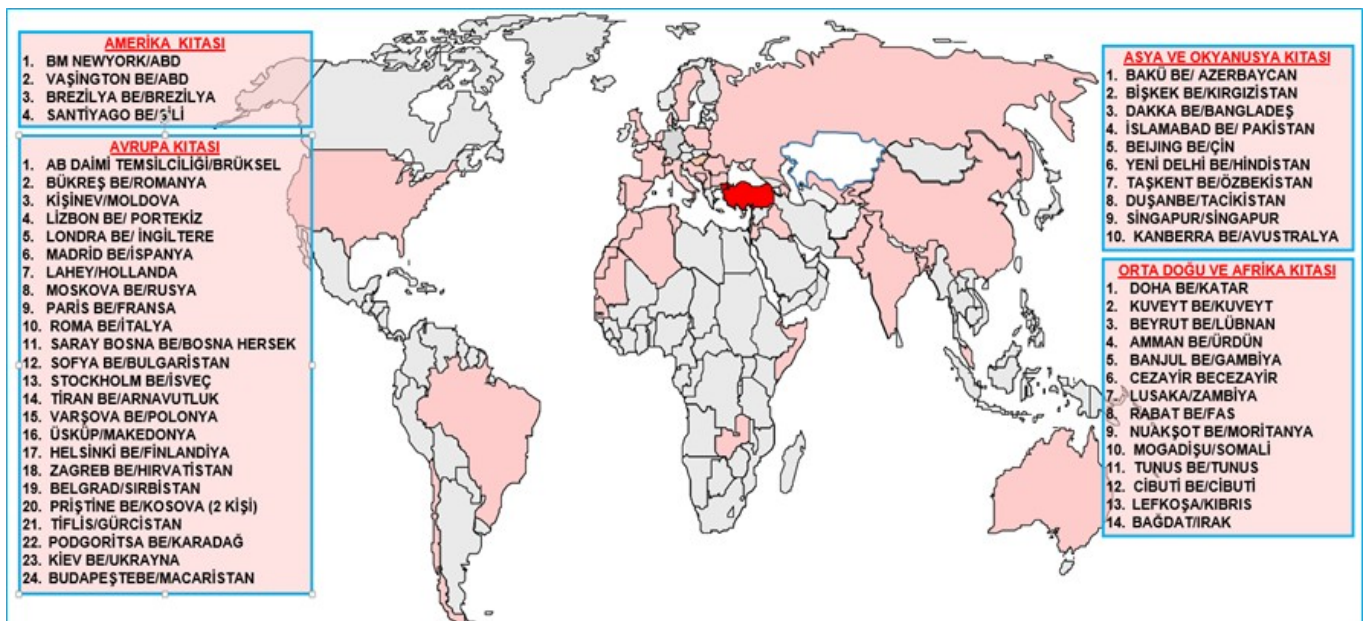 AMERİKA KITASI
1. BM NEWYORK/ABD
2. VAŞİNGTON BE/ABD
3. BREZİLYA BE/BREZİLYA
4. SANTİYAGO BE/ŞİLİ
AVRUPA KITASI
1. AB DAİMİ TEMSİLCİLİĞİ/BRÜKSEL
2. BÜKREŞ BE/ROMANYA
3. KİŞİNEV/MOLDOVA
4. LİZBON BE/ PORTEKİZ
5. LONDRA BE/ İNGİLTERE
6. MADRİD BE/İSPANYA
7. LAHEY/HOLLANDA
8. MOSKOVA BE/RUSYA
9. PARİS BE/FRANSA
10. ROMA BE/İTALYA
11. SARAY BOSNA BE/BOSNA HERSEK
12. SOFYA BE/BULGARİSTAN
13. STOCKHOLM BE/İSVEÇ
14. TİRAN BE/ARNAVUTLUK
15. VARŞOVA BE/POLONYA
16. ÜSKÜP/MAKEDONYA
17. HELSİNKİ BE/FİNLANDİYA
18. ZAGREB BE/HIRVATİSTAN
19. BELGRAD/SIRBİSTAN
20. PRİŞTİNE BE/KOSOVA (2 KİŞİ)
21. TİFLİS/GÜRCİSTAN
22. PODGORİTSA BE/KARADAĞ
23. KİEV BE/UKRAYNA
24. BUDAPEŞTEBE/MACARİSTAN
ASYA VE OKYANUSYA KITASI
1. BAKÜ BE/ AZERBAYCAN
2. BİŞKEK BE/KIRGIZİSTAN
3. DAKKA BE/BANGLADEŞ
4. İSLAMABAD BE/ PAKİSTAN
5. BEIJING BE/ÇİN
6. YENİ DELHİ BE/HİNDİSTAN
7. TAŞKENT BE/ÖZBEKİSTAN
8. DUŞANBE/TACİKİSTAN
9. SİNGAPUR/SİNGAPUR
10. KANBERRA BE/AVUSTRALYA
ORTA DOĞU VE AFRİKA KITASI
1. DOHA BE/KATAR
2. KUVEYT BE/KUVEYT
3. BEYRUT BE/LÜBNAN
4. AMMAN BE/ÜRDÜN
5. BANJUL BE/GAMBİYA
6. CEZAYİR BECEZAYİR
7. LUSAKA/ZAMBİYA
8. RABAT BE/FAS
9. NUAKŞOT BE/MORİTANYA
10. MOGADİŞU/SOMALİ
11. TUNUS BE/TUNUS
12. CİBUTİ BE/CİBUTİ
13. LEFKOŞA/KIBRIS
14. BAĞDAT/IRAK